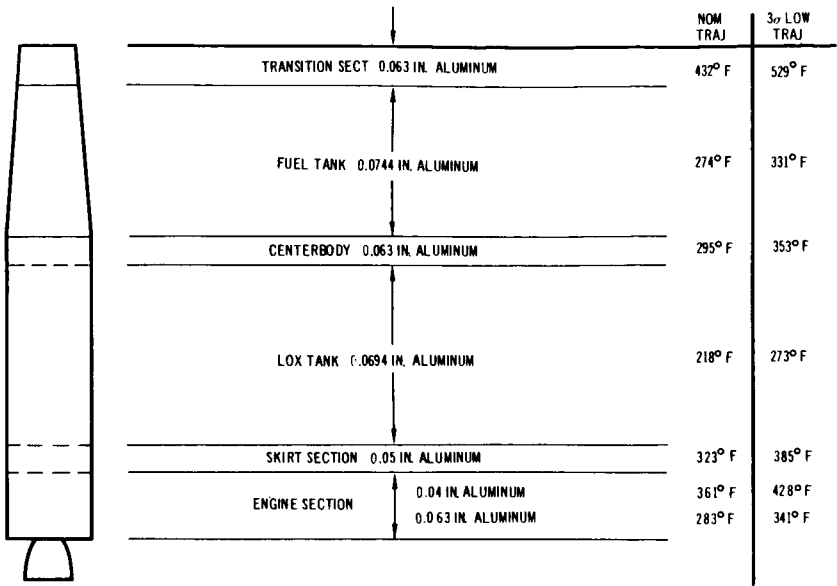 NOM TRAJ 3σ LOW TRAJ
TRANSITION SECT 0.063 IN. ALUMINUM 432° F 529° F
FUEL TANK 0.0744 IN. ALUMINUM 274° F 331° F
CENTERBODY 0.063 IN. ALUMINUM 295° F 353° F
LOX TANK 0.0694 IN. ALUMINUM 218° F 273° F
SKIRT SECTION 0.05 IN. ALUMINUM 323° F 385° F
ENGINE SECTION
0.04 IN. ALUMINUM 361° F 428° F
0.063 IN. ALUMINUM 283° F 341° F